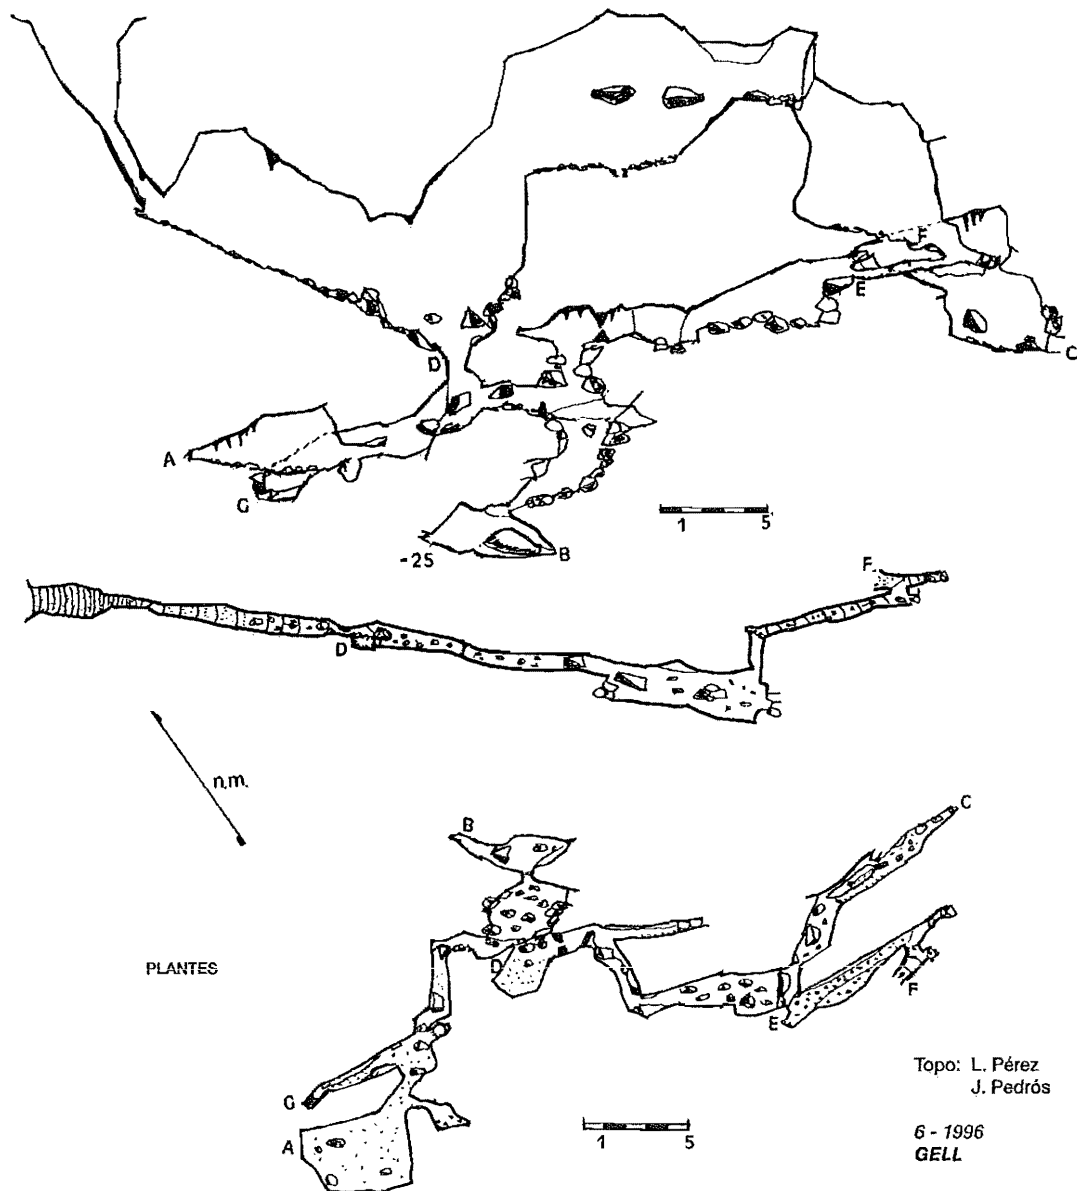 F
E
D
C
A
G
1 5
B
-25
F
D
n.m.
C
B
D
PLANTES
F
E
G
Topo: L. Pérez
J. Pedrós
A
1 5
6 - 1996
GELL